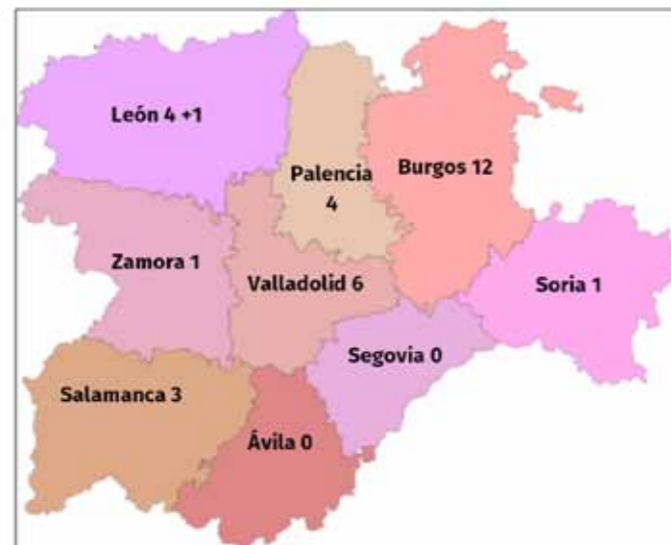 León 4 +1
Palencia
4
Burgos 12
Zamora 1
Valladolid 6
Soria 1
Segovia 0
Salamanca 3
Ávila 0